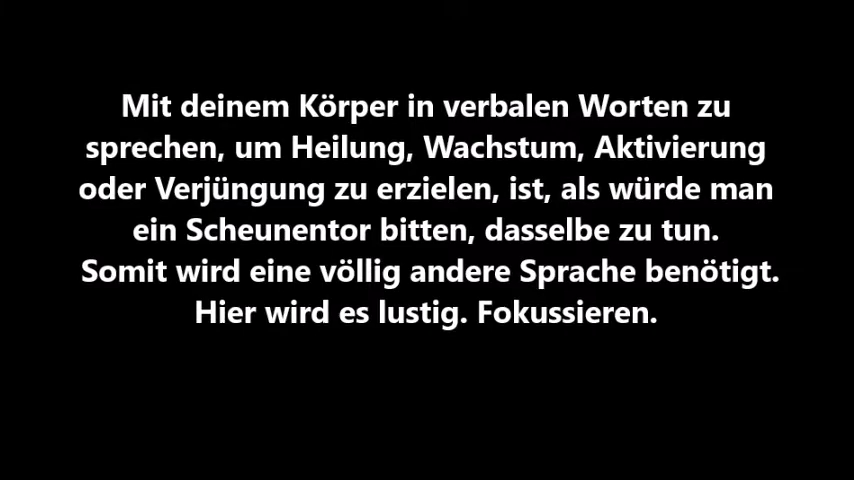 Mit deinem Körper in verbalen Worten zu
sprechen, um Heilung, Wachstum, Aktivierung
oder Verjüngung zu erzielen, ist, als würde man
ein Scheunentor bitten, dasselbe zu tun.
Somit wird eine völlig andere Sprache benötigt.
Hier wird es lustig. Fokussieren.